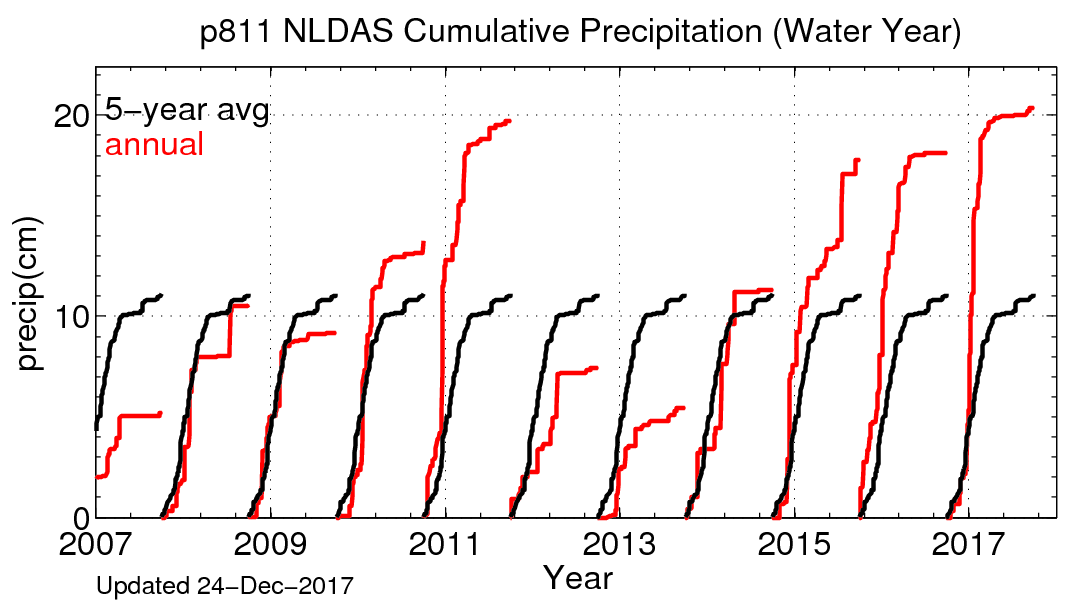 p811 NLDAS Cumulative Precipitation (Water Year)
5−year avg
annual
precip(cm)
20
10
0
2007 2009 2011 2013 2015 2017
Year
Updated 24−Dec−2017